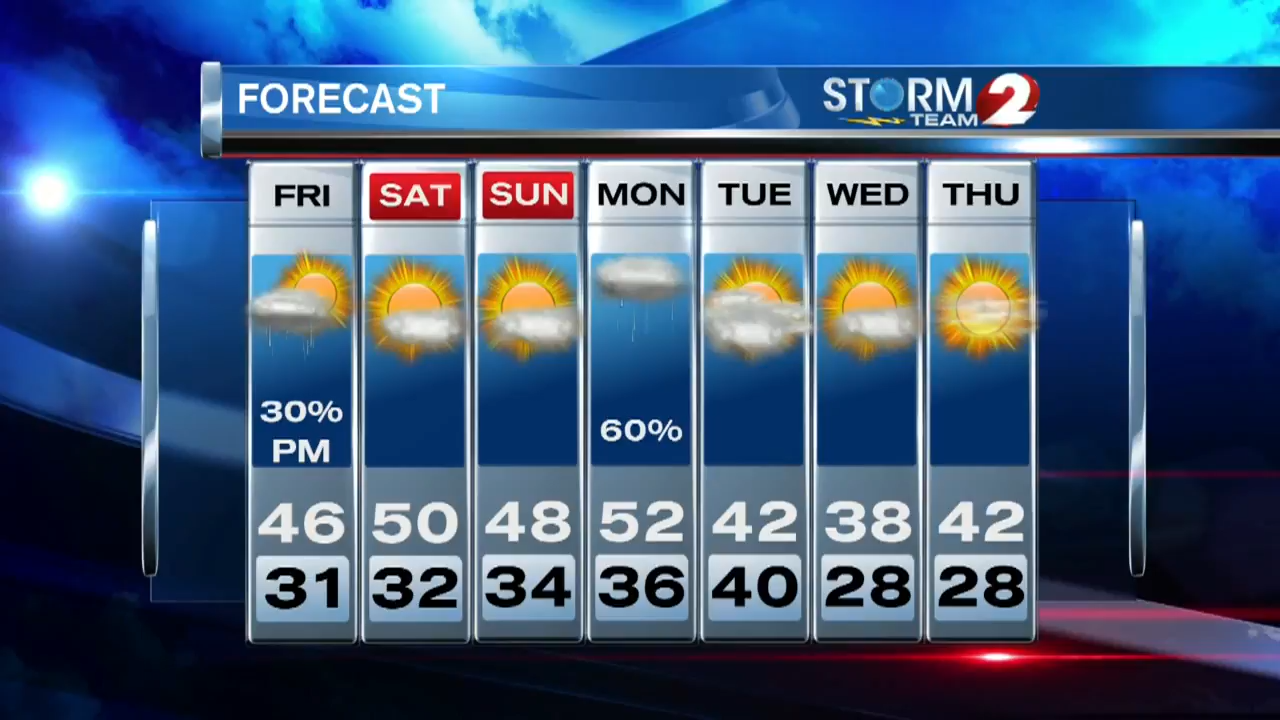 FORECAST
STORM
TEAM 2
FRI SAT SUN MON TUE WED THU
30%
PM
60%
46 50 48 52 42 38 42
31 32 34 36 40 28 28